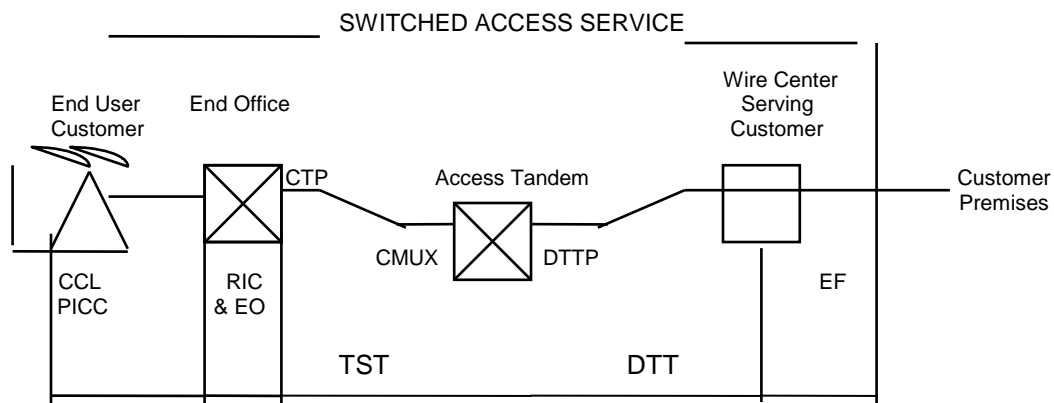 SWITCHED ACCESS SERVICE
End User
Customer
End Office
Wire Center
Serving
Customer
CTP
Access Tandem
Customer
Premises
CMUX
DTTP
CCL
PICC
RIC
& EO
EF
TST
DTT